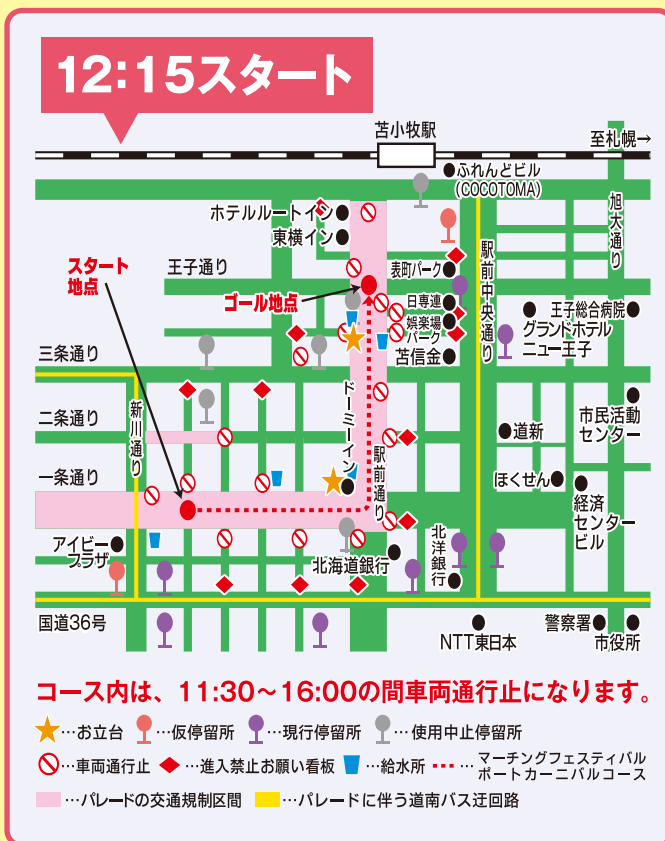 12:15スタート
苫小牧駅
至札幌→
ふれんどビル
(COCOTOMA)
旭大通り
ホテルルートイン
東横イン
王子通り
表町パーク
駅前中央通り
スタート
地点
ゴール地点
日専連
娯楽場
パーク
苫信金
王子総合病院
グランドホテル
ニュー王子
三条通り
新川通り
ドーミーイン
駅前通り
市民活動
センター
二条通り
道新
一条通り
ほくせん
経済
センター
ビル
アイビー
プラザ
北海道銀行
北洋銀行
国道36号
NTT東日本
警察署
市役所
コース内は、11:30～16:00の間車両通行止になります。
…お立台
…仮停留所
…現行停留所
…使用中止停留所
…車両通行止
…進入禁止お願い看板
…給水所
…マーチングフェスティバル
ポートカーニバルコース
…パレードの交通規制区間
…パレードに伴う道南バス迂回路